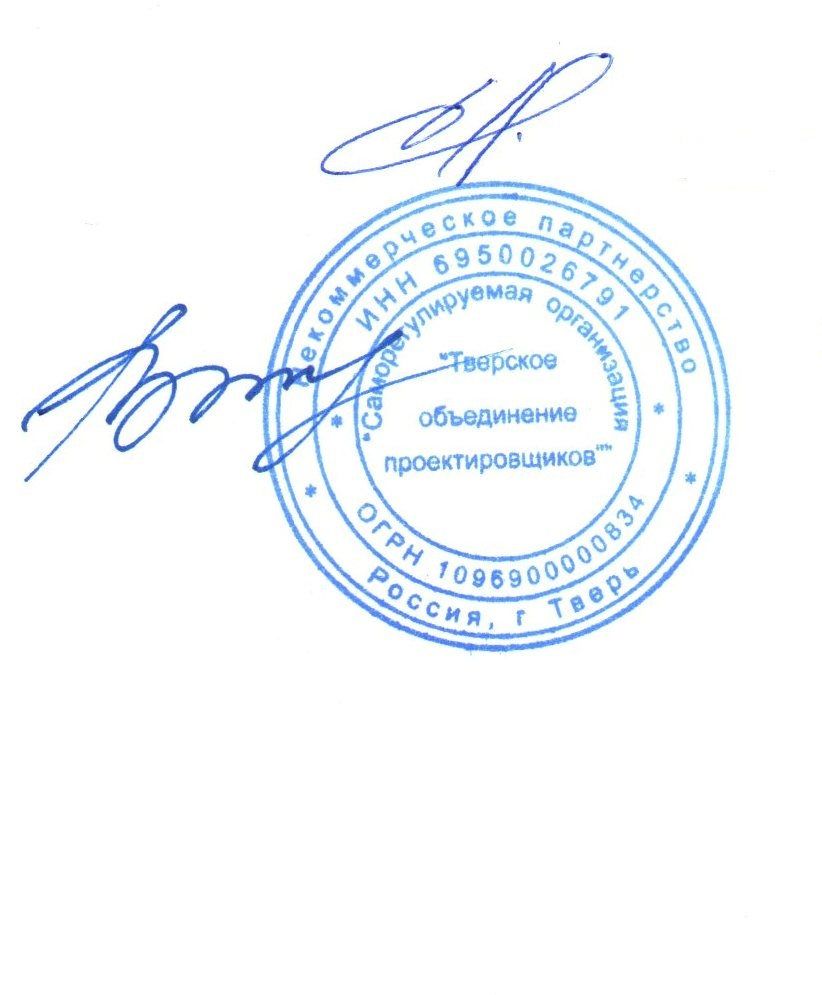 Некоммерческое партнерство
ИНН 6950026791
"Саморегулируемая организация
"Тверское
объединение
проектировщиков""
ОГРН 1096900000834
Россия, г Тверь